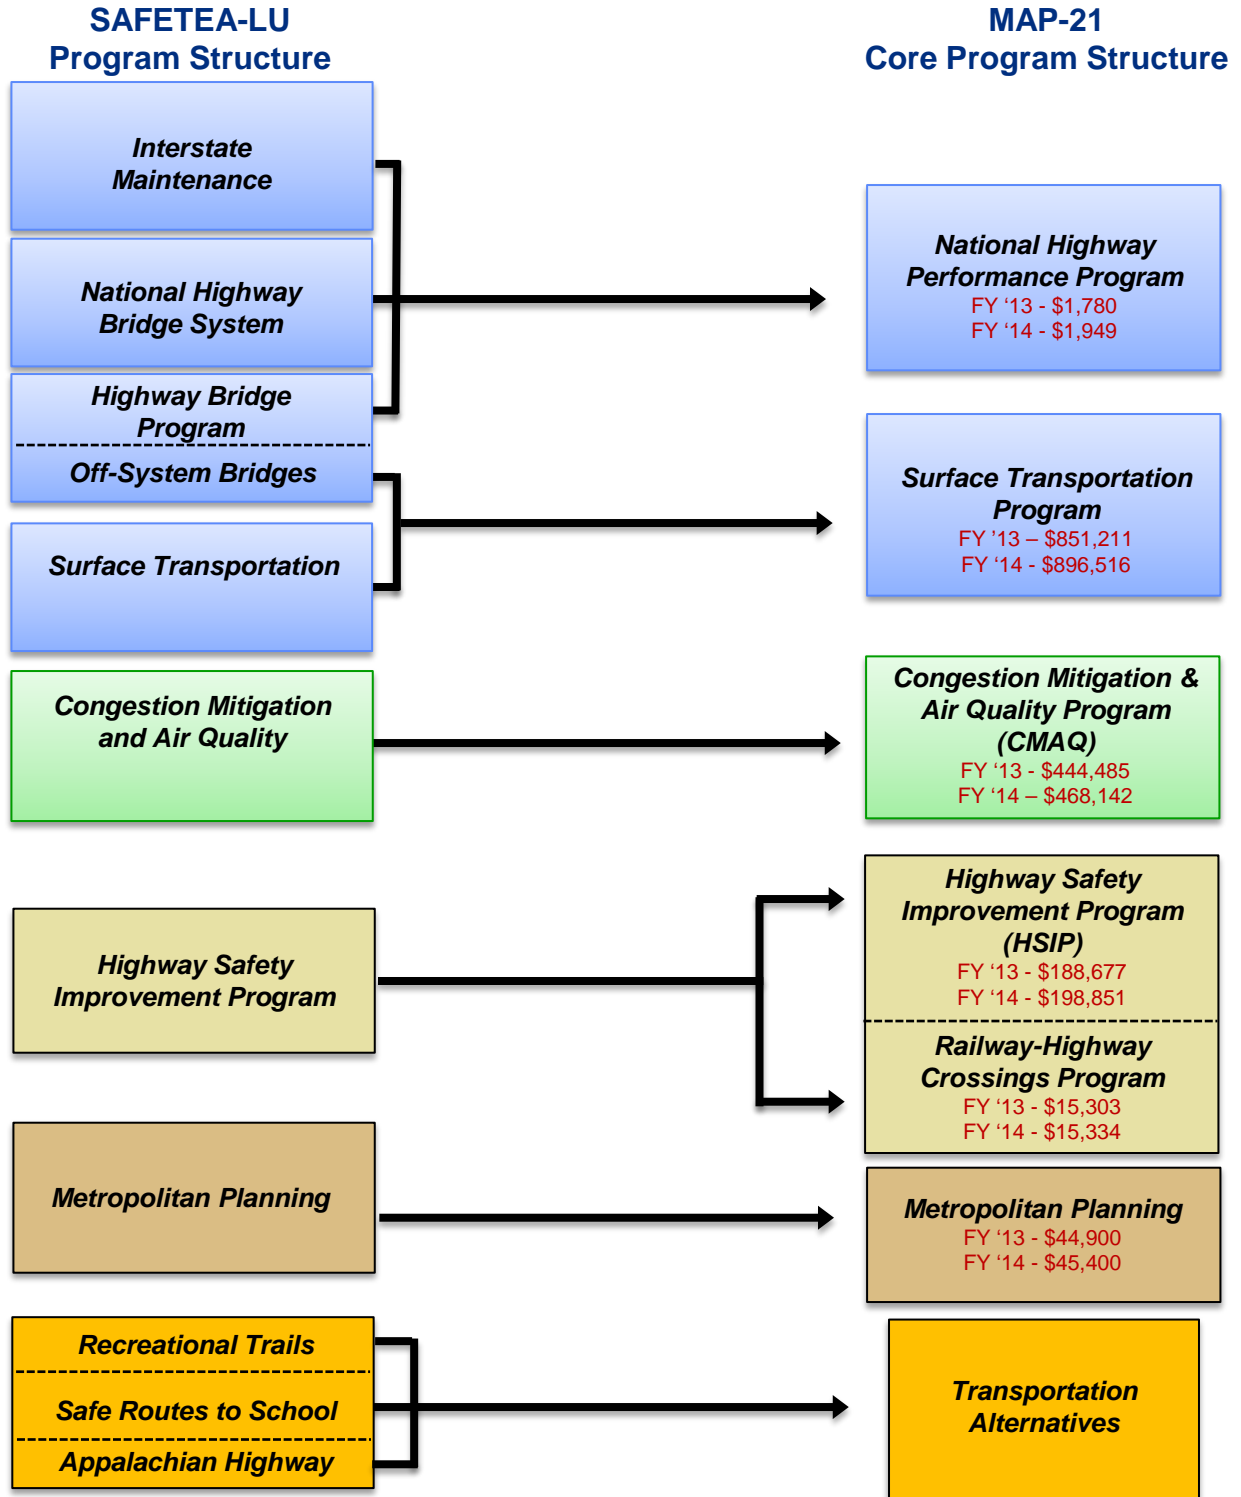 SAFETEA-LU
Program Structure
MAP-21
Core Program Structure
Interstate
Maintenance
National Highway
Bridge System
Highway Bridge
Program
Off-System Bridges
Surface Transportation
Congestion Mitigation
and Air Quality
Highway Safety
Improvement Program
Metropolitan Planning
Recreational Trails
Safe Routes to School
Appalachian Highway
National Highway
Performance Program
FY ‘13 - $1,780
FY ‘14 - $1,949
Surface Transportation
Program
FY ’13 – $851,211
FY ‘14 - $896,516
Congestion Mitigation &
Air Quality Program
(CMAQ)
FY ‘13 - $444,485
FY ‘14 – $468,142
Highway Safety
Improvement Program
(HSIP)
FY ‘13 - $188,677
FY ‘14 - $198,851
Railway-Highway
Crossings Program
FY ‘13 - $15,303
FY ‘14 - $15,334
Metropolitan Planning
FY ‘13 - $44,900
FY ‘14 - $45,400
Transportation
Alternatives